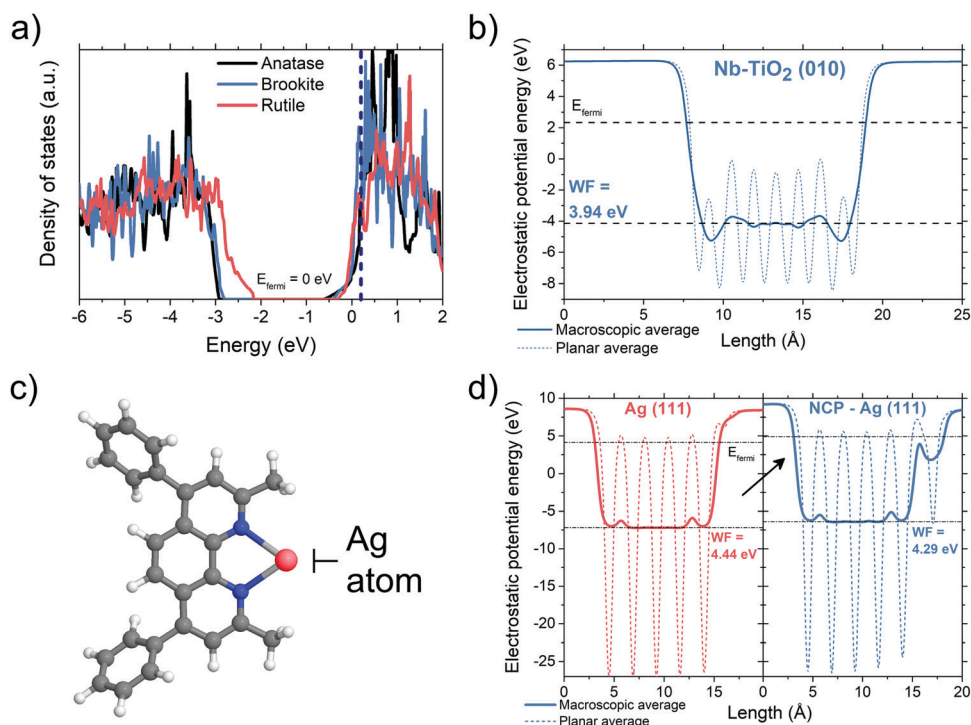 a)
Density of states (a.u.)
Anatase
Brookite
Rutile
E_fermi = 0 eV
-6 -5 -4 -3 -2 -1 0 1 2
Energy (eV)
b)
Electrostatic potential energy (eV)
6
4
2
0
-2
-4
-6
-8
Nb-TiO₂ (010)
E_fermi
WF =
3.94 eV
0 5 10 15 20 25
Length (Å)
Macroscopic average
Planar average
c)
Ag
atom
d)
Electrostatic potential energy (eV)
10
5
0
-5
-10
-15
-20
-25
Ag (111)
E_fermi
WF =
4.44 eV
NCP - Ag (111)
WF =
4.29 eV
0 5 10 15 0 5 10 15 20
Length (Å)
Macroscopic average
Planar average